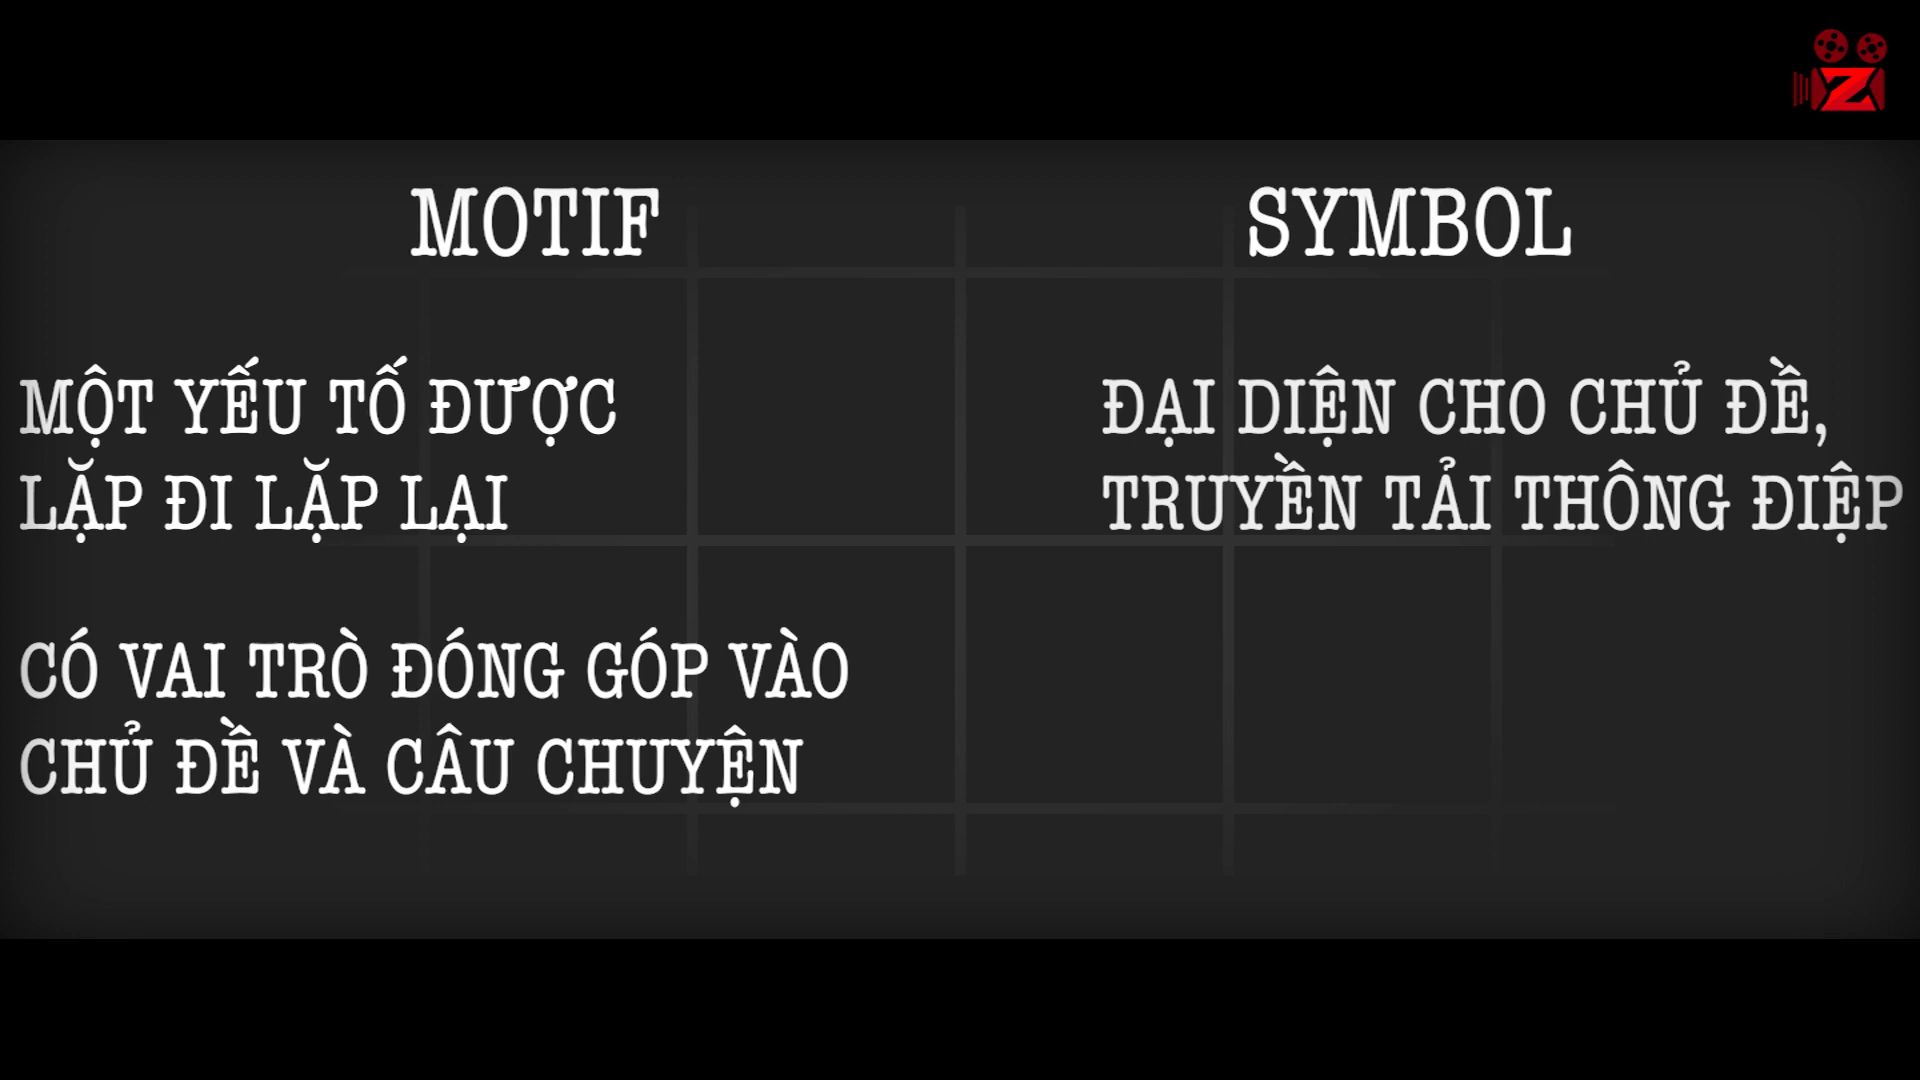 MOTIF
SYMBOL
MỘT YẾU TỐ ĐƯỢC
LẶP ĐI LẶP LẠI
CÓ VAI TRÒ ĐÓNG GÓP VÀO
CHỦ ĐỀ VÀ CÂU CHUYỆN
ĐẠI DIỆN CHO CHỦ ĐỀ,
TRUYỀN TẢI THÔNG ĐIỆP
Z